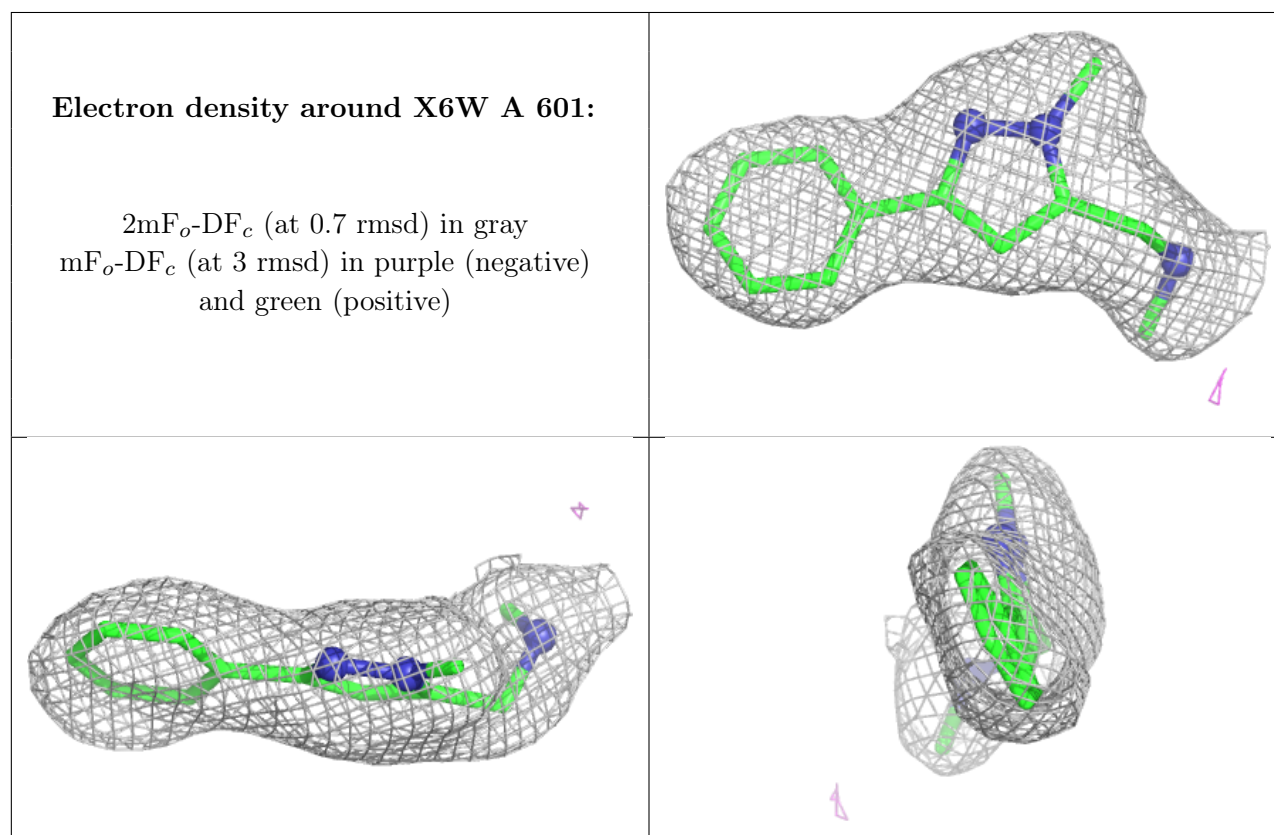 Electron density around X6W A 601:
2mFₒ-DF𝒸 (at 0.7 rmsd) in gray
mFₒ-DF𝒸 (at 3 rmsd) in purple (negative)
and green (positive)